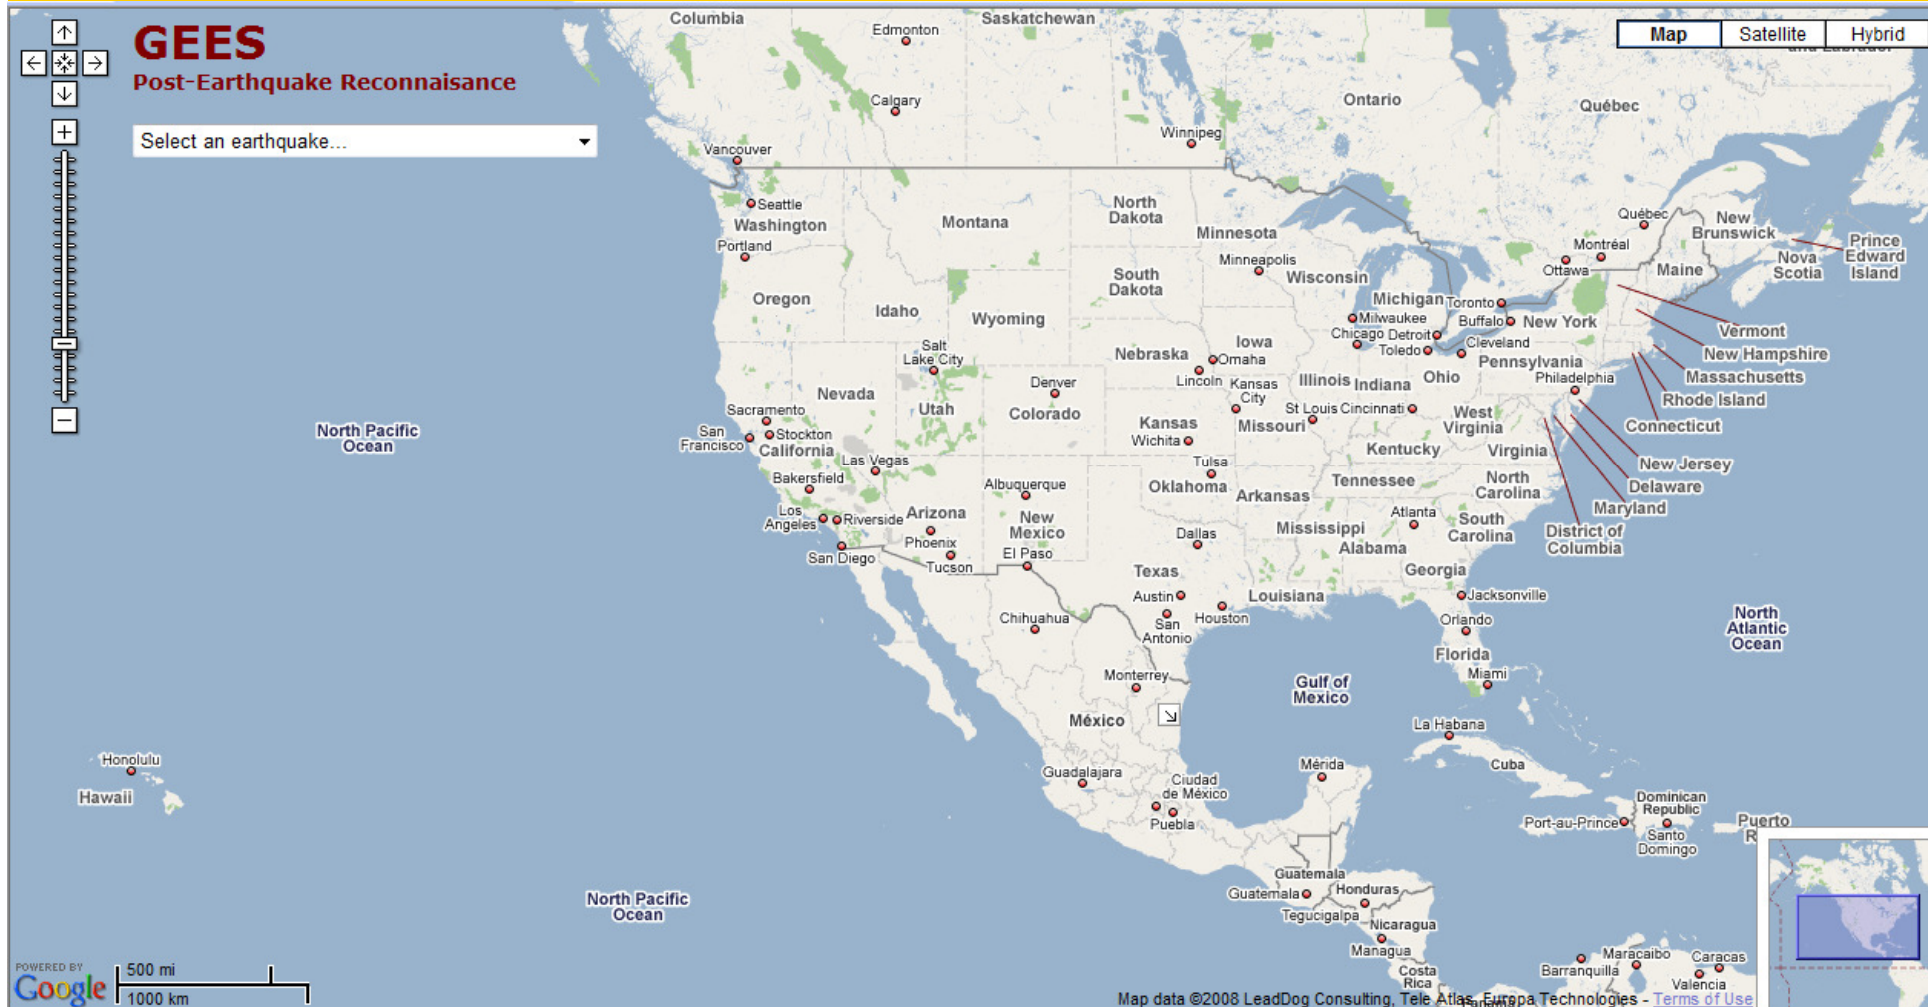 Columbia
Saskatchewan
Edmonton
Map
Satellite
Hybrid
GEES
Post-Earthquake Reconnaisance
Select an earthquake...
Calgary
Ontario
Québec
Winnipeg
Vancouver
Seattle
Washington
Montana
North
Dakota
Minnesota
Québec
New
Brunswick
Prince
Edward
Island
Portland
Montréal
Ottawa
Maine
Nova
Scotia
Minneapolis
Wisconsin
South
Dakota
Oregon
Idaho
Wyoming
Michigan
Toronto
Milwaukee
Buffalo
New York
Vermont
Chicago
Detroit
Cleveland
Toledo
New Hampshire
Salt
Lake City
Nebraska
Iowa
Omaha
Pennsylvania
Massachusetts
Lincoln
Kansas
City
Illinois
Indiana
Ohio
Philadelphia
Rhode Island
Denver
Nevada
Utah
Colorado
Sacramento
Stockton
San
Francisco
California
Kansas
Wichita
St Louis
Cincinnati
Missouri
West
Virginia
Connecticut
North Pacific
Ocean
Las Vegas
Kentucky
Virginia
New Jersey
Bakersfield
Albuquerque
Tulsa
Oklahoma
Arkansas
Tennessee
North
Carolina
Delaware
Maryland
Los
Angeles
Riverside
Arizona
New
Mexico
Atlanta
South
Carolina
District of
Columbia
Phoenix
San Diego
Tucson
El Paso
Dallas
Mississippi
Alabama
Georgia
Texas
Austin
Louisiana
Jacksonville
Chihuahua
San
Antonio
Houston
Orlando
North
Atlantic
Ocean
Florida
Miami
Monterrey
Gulf of
Mexico
México
La Habana
Honolulu
Hawaii
Guadalajara
Ciudad
de México
Puebla
Mérida
Cuba
Dominican
Republic
Port-au-Prince
Santo
Domingo
Puerto
North Pacific
Ocean
Guatemala
Guatemala
Honduras
Tegucigalpa
Nicaragua
Managua
Costa
Rica
Barranquilla
Maracaibo
Caracas
Valencia
POWERED BY
Google
500 mi
1000 km
Map data ©2008 LeadDog Consulting, Tele Atlas, Europa Technologies - Terms of Use